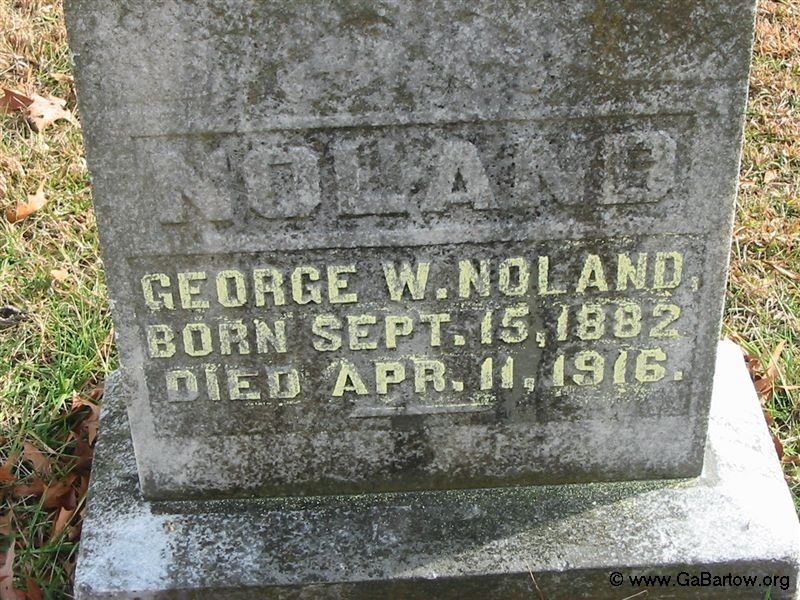 NOLAND
GEORGE W. NOLAND.
BORN SEPT. 15, 1882
DIED APR. 11, 1916.
© www.GaBartow.org